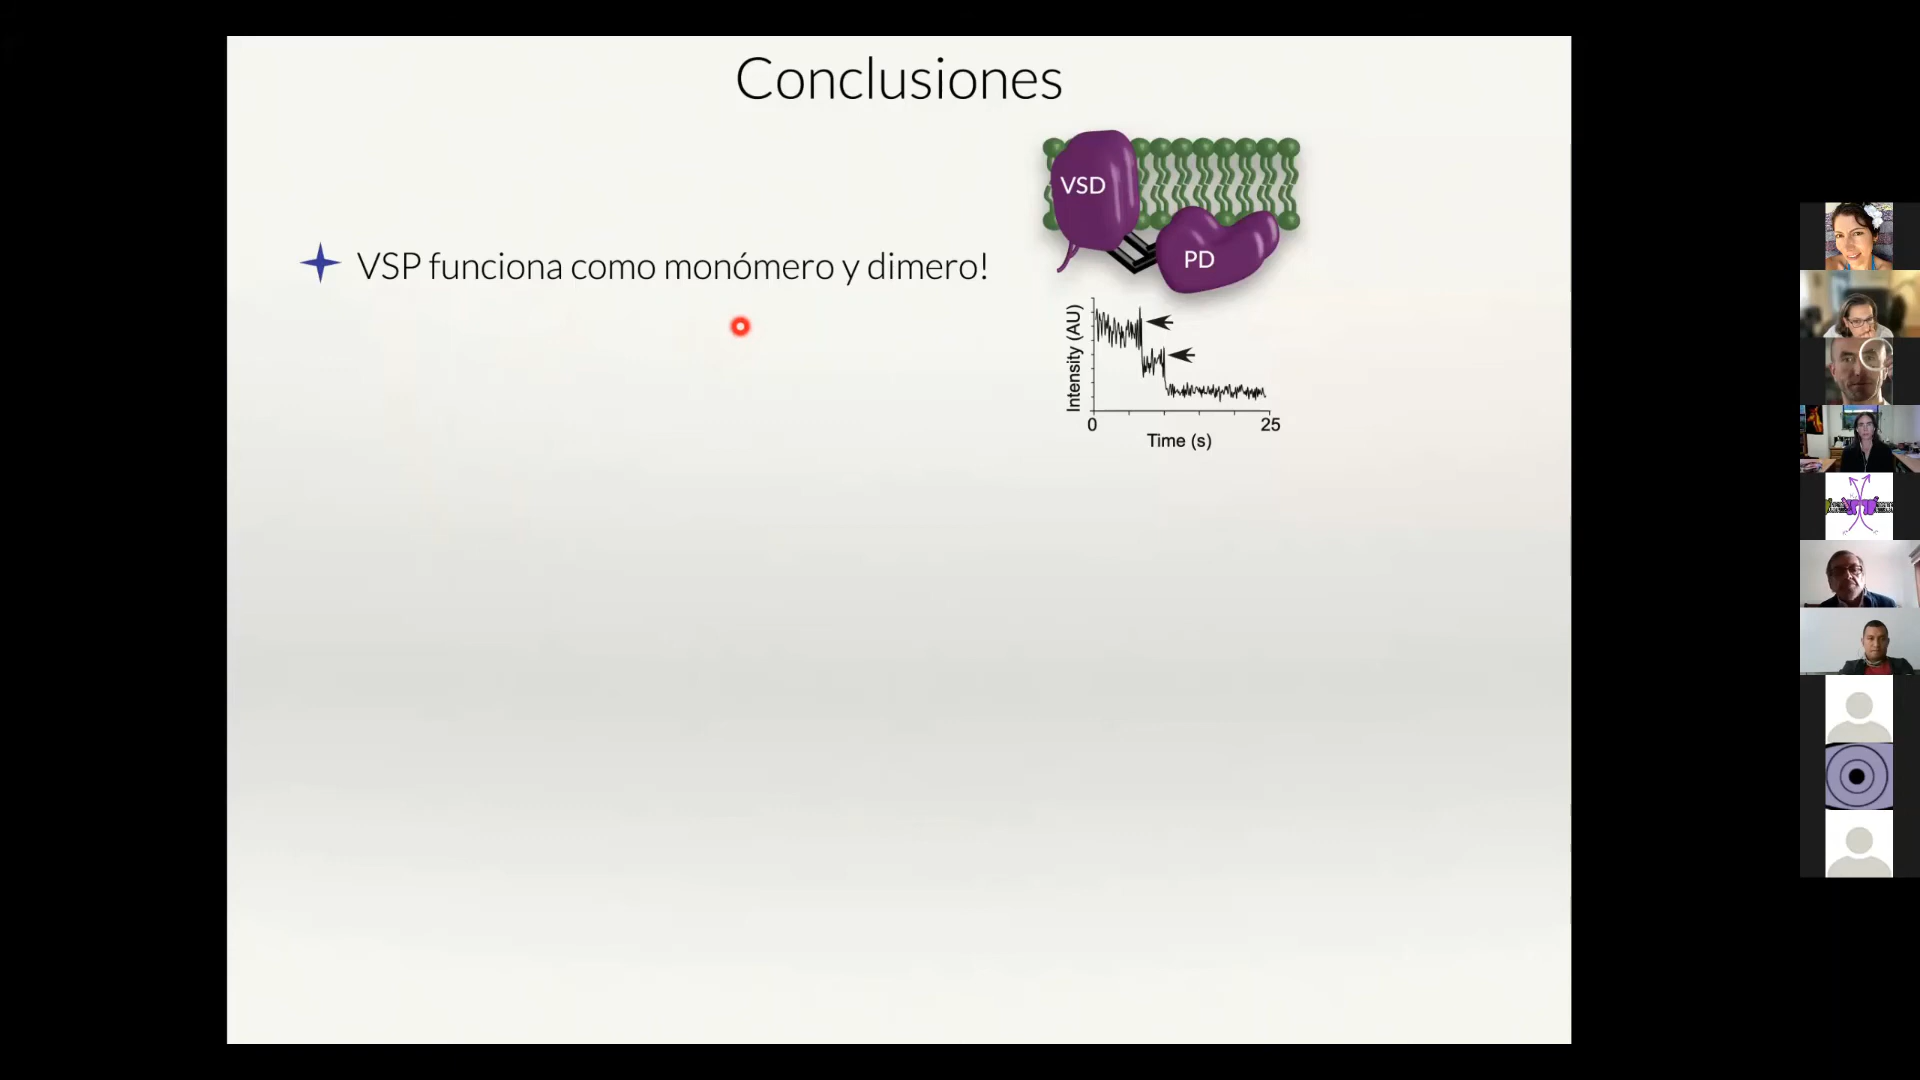 Conclusiones
VSD
VSP funciona como monómero y dimero!
PD
Intensity (AU)
0
25
Time (s)